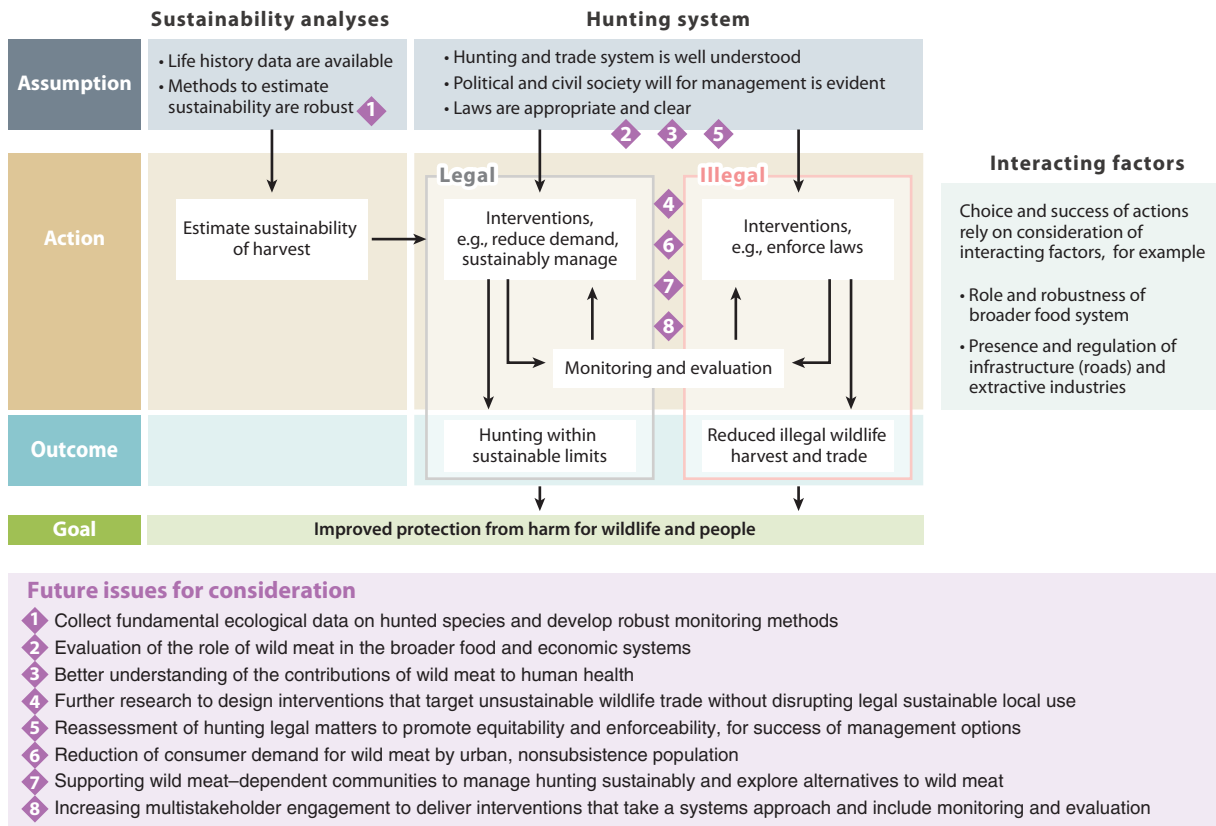 Sustainability analyses
Hunting system
Assumption
• Life history data are available
• Methods to estimate
sustainability are robust 1
• Hunting and trade system is well understood
• Political and civil society will for management is evident
• Laws are appropriate and clear
2 3 5
Action
Estimate sustainability
of harvest
Legal
Interventions,
e.g., reduce demand,
sustainably manage
4
6
7
8
Illegal
Interventions,
e.g., enforce laws
Monitoring and evaluation
Interacting factors
Choice and success of actions
rely on consideration of
interacting factors, for example
• Role and robustness of
broader food system
• Presence and regulation of
infrastructure (roads) and
extractive industries
Outcome
Hunting within
sustainable limits
Reduced illegal wildlife
harvest and trade
Goal
Improved protection from harm for wildlife and people
Future issues for consideration
1 Collect fundamental ecological data on hunted species and develop robust monitoring methods
2 Evaluation of the role of wild meat in the broader food and economic systems
3 Better understanding of the contributions of wild meat to human health
4 Further research to design interventions that target unsustainable wildlife trade without disrupting legal sustainable local use
5 Reassessment of hunting legal matters to promote equitability and enforceability, for success of management options
6 Reduction of consumer demand for wild meat by urban, nonsubsistence population
7 Supporting wild meat–dependent communities to manage hunting sustainably and explore alternatives to wild meat
8 Increasing multistakeholder engagement to deliver interventions that take a systems approach and include monitoring and evaluation